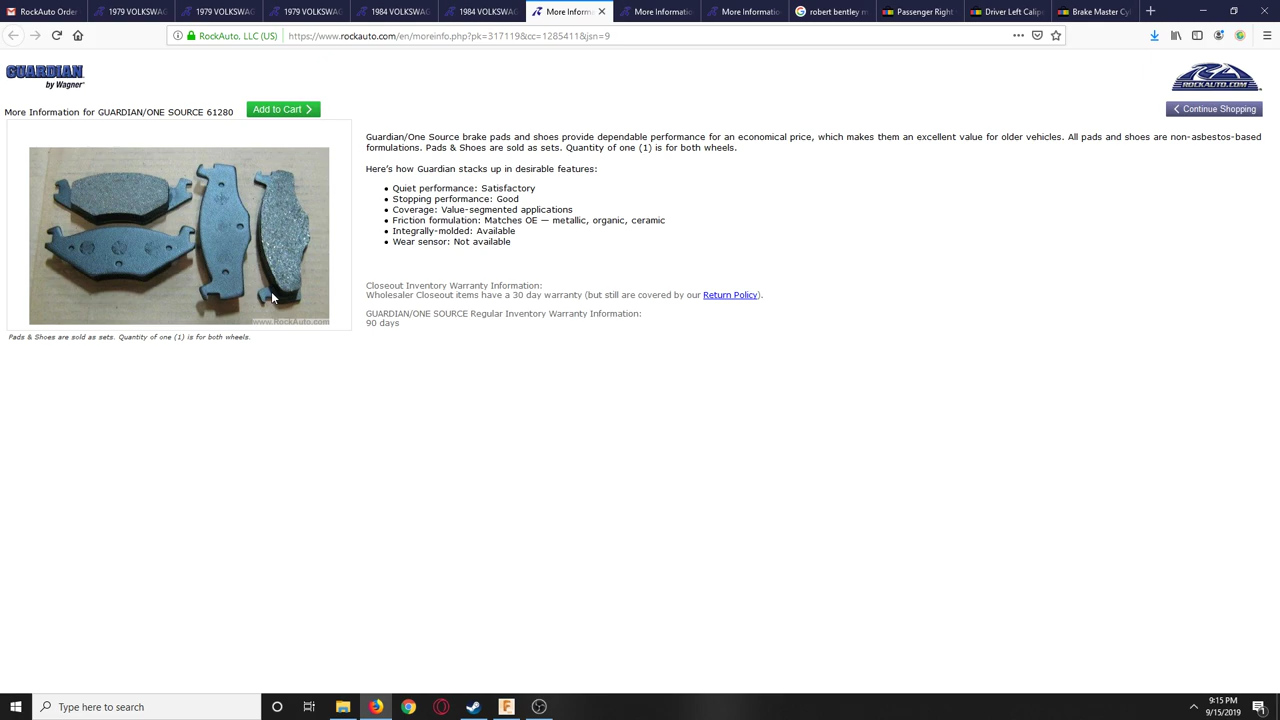 RockAuto Order
1979 VOLKSWAG
1979 VOLKSWAG
1979 VOLKSWAG
1984 VOLKSWAG
1984 VOLKSWAG
More Inform
More Informatio
More Informatio
robert bentley m
Passenger Right
Driver Left Calip
Brake Master Cyl
RockAuto, LLC (US)
https://www.rockauto.com/en/moreinfo.php?pk=317119&cc=1285411&jsn=9
GUARDIAN
by Wagner
ROCKAUTO.COM
More Information for GUARDIAN/ONE SOURCE 61280
Add to Cart
Continue Shopping
Guardian/One Source brake pads and shoes provide dependable performance for an economical price, which makes them an excellent value for older vehicles. All pads and shoes are non-asbestos-based
formulations. Pads & Shoes are sold as sets. Quantity of one (1) is for both wheels.
Here's how Guardian stacks up in desirable features:
• Quiet performance: Satisfactory
• Stopping performance: Good
• Coverage: Value-segmented applications
• Friction formulation: Matches OE — metallic, organic, ceramic
• Integrally-molded: Available
• Wear sensor: Not available
Closeout Inventory Warranty Information:
Wholesaler Closeout items have a 30 day warranty (but still are covered by our Return Policy).
GUARDIAN/ONE SOURCE Regular Inventory Warranty Information:
90 days
www.RockAuto.com
Pads & Shoes are sold as sets. Quantity of one (1) is for both wheels.
Type here to search
9:15 PM
9/15/2019
1